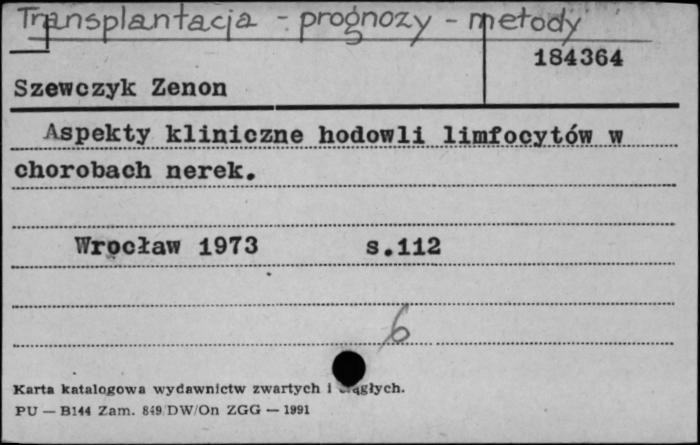 Transplantacja - prognozy - metody
184364
Szewczyk Zenon
Aspekty kliniczne hodowli limfocytów w
chorobach nerek.
Wrocław 1973 s.112
6
Karta katalogowa wydawnictw zwartych i ciągłych.
PU — B144 Zam. 849/DW/On ZGG — 1991